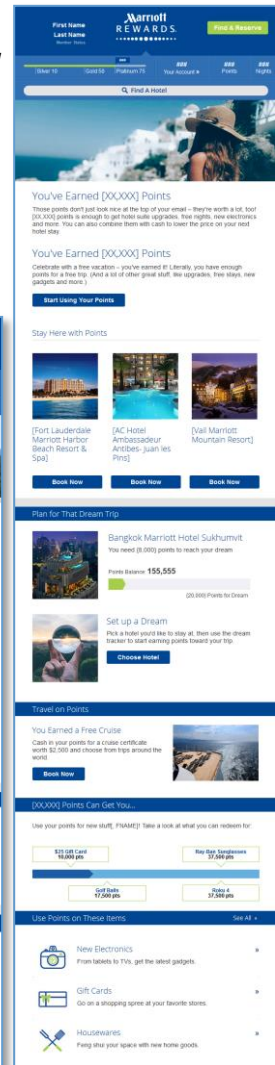 First Name
Last Name
Member Status
Marriott
REWARDS.
Find & Reserve
###
###
###
###
Silver 10
Gold 50
Platinum 75
Your Account »
Points
Nights
Find A Hotel
You've Earned [XX,XXX] Points
Those points don't just look nice at the top of your email – they're worth a lot, too!
[XX,XXX] points is enough to get hotel suite upgrades, free nights, new electronics
and more. You can also combine them with cash to lower the price on your next
hotel stay.
You've Earned [XX,XXX] Points
Celebrate with a free vacation – you've earned it! Literally, you have enough
points for a free trip. (And a lot of other great stuff, like upgrades, free stays, new
gadgets and more.)
Start Using Your Points
Stay Here with Points
[Fort Lauderdale
Marriott Harbor
Beach Resort &
Spa]
[AC Hotel
Ambassadeur
Antibes- Juan les
Pins]
[Vail Marriott
Mountain Resort]
Book Now
Book Now
Book Now
Plan for That Dream Trip
Bangkok Marriott Hotel Sukhumvit
You need {8,000} points to reach your dream
Points Balance 155,555
{20,000} Points for Dream
Set up a Dream
Pick a hotel you'd like to stay at, then use the dream
tracker to start earning points toward your trip.
Choose Hotel
Travel on Points
You Earned a Free Cruise
Cash in your points for a cruise certificate
worth $2,500 and choose from trips around the
world.
Book Now
[XX,XXX] Points Can Get You...
Use your points for new stuff[, FNAME]! Take a look at what you can redeem for:
$25 Gift Card
10,000 pts
Ray-Ban Sunglasses
37,500 pts
Golf Balls
17,500 pts
Roku 4
37,500 pts
Use Points on These Items
See All »
New Electronics
From tablets to TVs, get the latest gadgets.
»
Gift Cards
Go on a shopping spree at your favorite stores.
»
Housewares
Feng shui your space with new home goods.
»